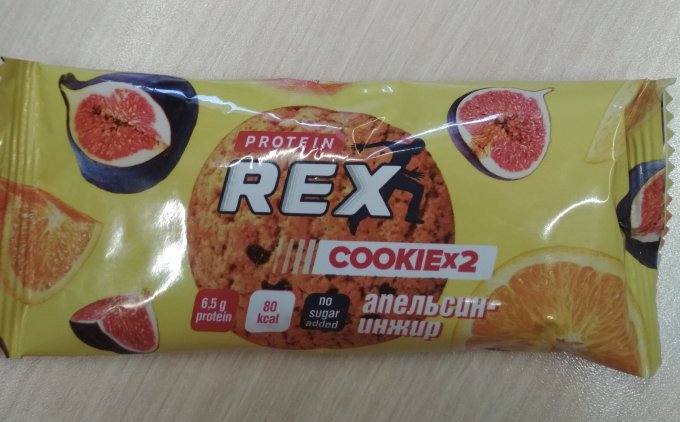 PROTEIN
REX
COOKIEx2
6,5 g
protein
80
kcal
no
sugar
added
апельсин-
инжир